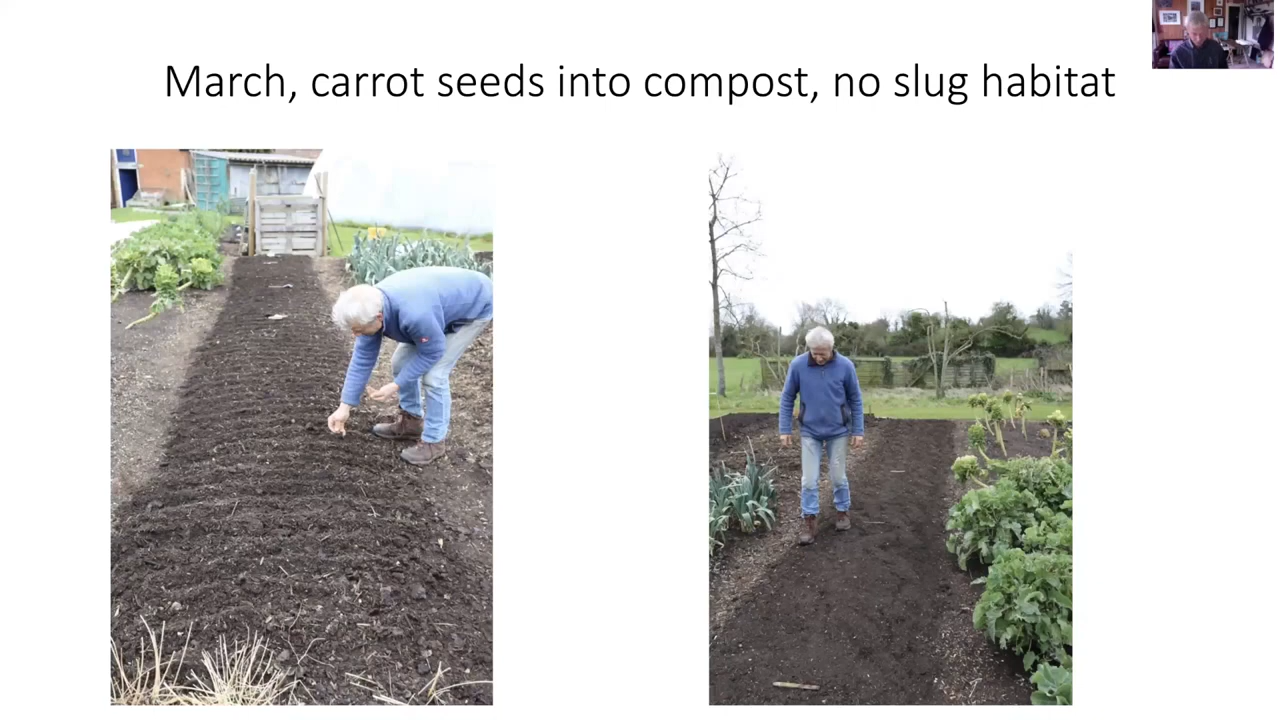 March, carrot seeds into compost, no slug habitat